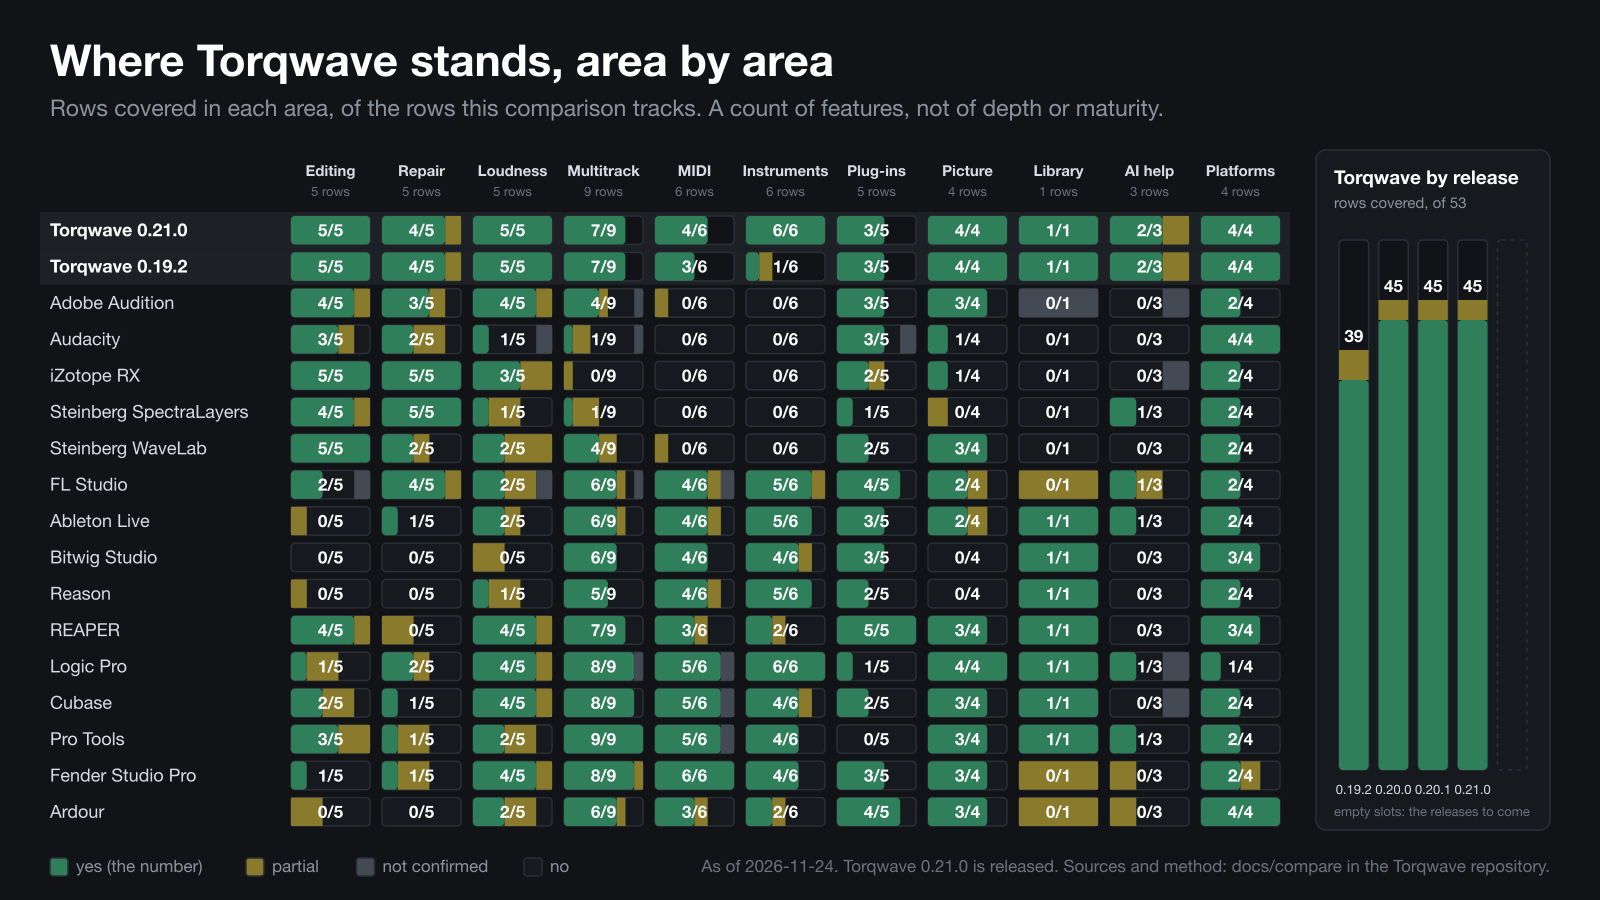 Where Torqwave stands, area by area
Rows covered in each area, of the rows this comparison tracks. A count of features, not of depth or maturity.
Editing Repair Loudness Multitrack MIDI Instruments Plug-ins Picture Library AI help Platforms
5 rows 5 rows 5 rows 9 rows 6 rows 6 rows 5 rows 4 rows 1 rows 3 rows 4 rows
Torqwave 0.21.0 5/5 4/5 5/5 7/9 4/6 6/6 3/5 4/4 1/1 2/3 4/4
Torqwave 0.19.2 5/5 4/5 5/5 7/9 3/6 1/6 3/5 4/4 1/1 2/3 4/4
Adobe Audition 4/5 3/5 4/5 4/9 0/6 0/6 3/5 3/4 0/1 0/3 2/4
Audacity 3/5 2/5 1/5 1/9 0/6 0/6 3/5 1/4 0/1 0/3 4/4
iZotope RX 5/5 5/5 3/5 0/9 0/6 0/6 2/5 1/4 0/1 0/3 2/4
Steinberg SpectraLayers 4/5 5/5 1/5 1/9 0/6 0/6 1/5 0/4 0/1 1/3 2/4
Steinberg WaveLab 5/5 2/5 2/5 4/9 0/6 0/6 2/5 3/4 0/1 0/3 2/4
FL Studio 2/5 4/5 2/5 6/9 4/6 5/6 4/5 2/4 0/1 1/3 2/4
Ableton Live 0/5 1/5 2/5 6/9 4/6 5/6 3/5 2/4 1/1 1/3 2/4
Bitwig Studio 0/5 0/5 0/5 6/9 4/6 4/6 3/5 0/4 1/1 0/3 3/4
Reason 0/5 0/5 1/5 5/9 4/6 5/6 2/5 0/4 1/1 0/3 2/4
REAPER 4/5 0/5 4/5 7/9 3/6 2/6 5/5 3/4 1/1 0/3 3/4
Logic Pro 1/5 2/5 4/5 8/9 5/6 6/6 1/5 4/4 1/1 1/3 1/4
Cubase 2/5 1/5 4/5 8/9 5/6 4/6 2/5 3/4 1/1 0/3 2/4
Pro Tools 3/5 1/5 2/5 9/9 5/6 4/6 0/5 3/4 1/1 1/3 2/4
Fender Studio Pro 1/5 1/5 4/5 8/9 6/6 4/6 3/5 3/4 0/1 0/3 2/4
Ardour 0/5 0/5 2/5 6/9 3/6 2/6 4/5 3/4 0/1 0/3 4/4
Torqwave by release
rows covered, of 53
39 45 45 45
0.19.2 0.20.0 0.20.1 0.21.0
empty slots: the releases to come
yes (the number) partial not confirmed no
As of 2026-11-24. Torqwave 0.21.0 is released. Sources and method: docs/compare in the Torqwave repository.